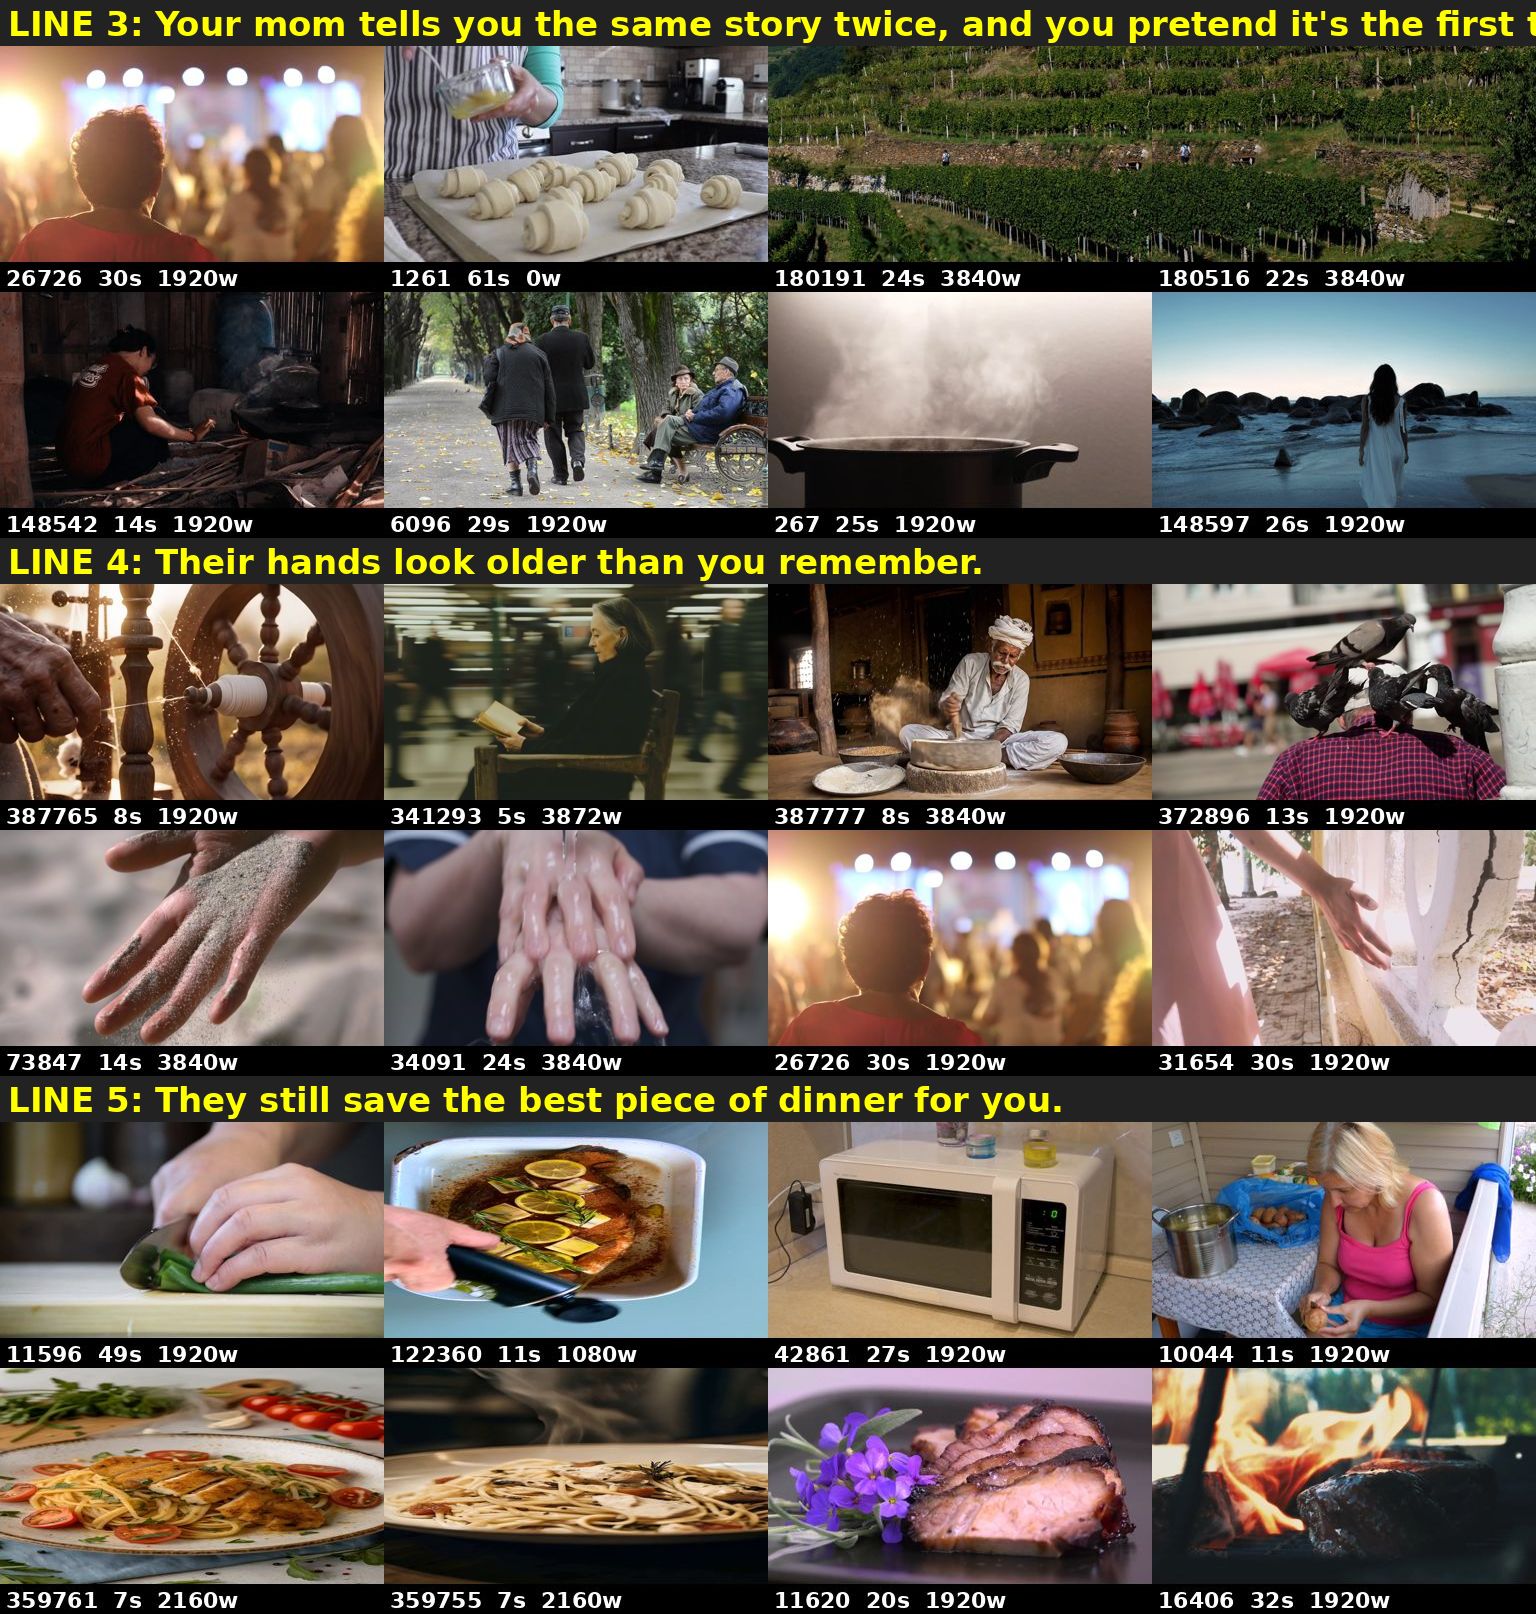 LINE 3: Your mom tells you the same story twice, and you pretend it's the first t
26726 30s 1920w
1261 61s 0w
180191 24s 3840w
180516 22s 3840w
148542 14s 1920w
6096 29s 1920w
267 25s 1920w
148597 26s 1920w
LINE 4: Their hands look older than you remember.
387765 8s 1920w
341293 5s 3872w
387777 8s 3840w
372896 13s 1920w
73847 14s 3840w
34091 24s 3840w
26726 30s 1920w
31654 30s 1920w
LINE 5: They still save the best piece of dinner for you.
11596 49s 1920w
122360 11s 1080w
42861 27s 1920w
10044 11s 1920w
359761 7s 2160w
359755 7s 2160w
11620 20s 1920w
16406 32s 1920w